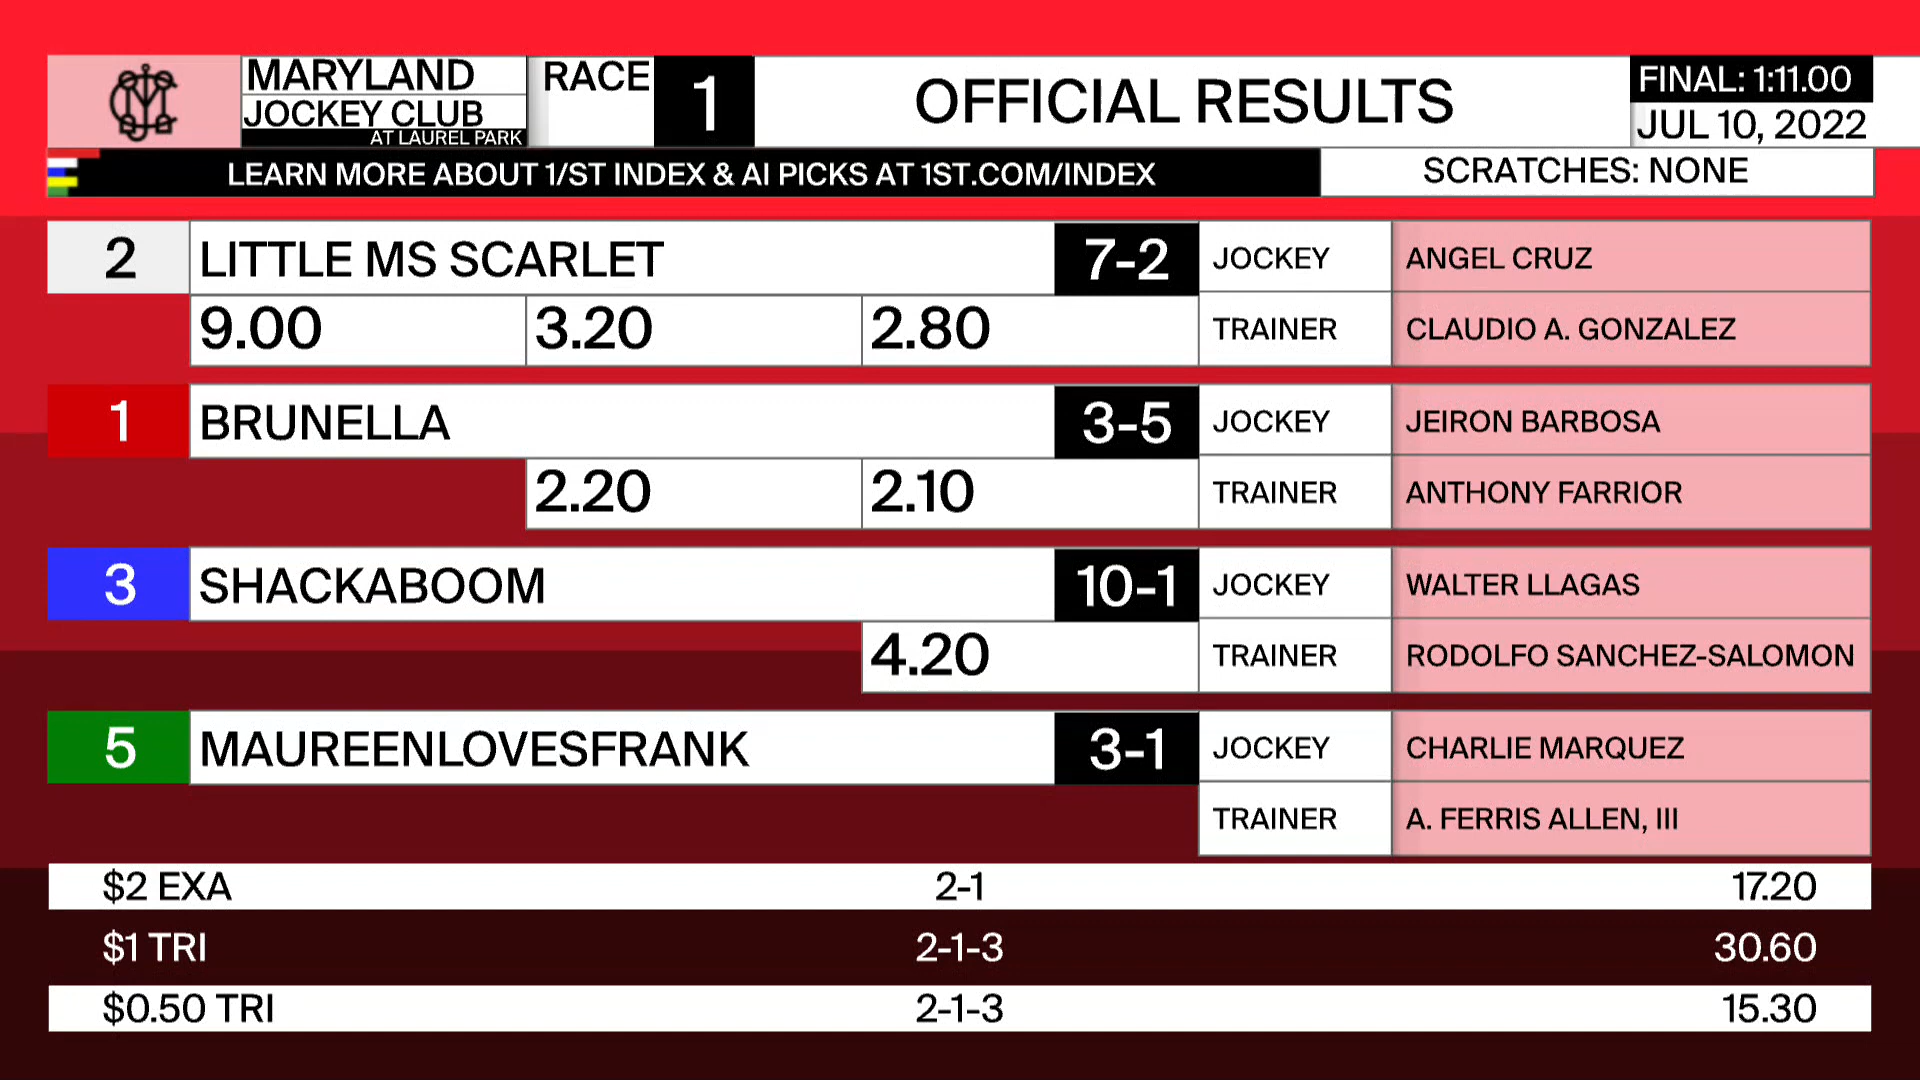 MARYLAND
JOCKEY CLUB
AT LAUREL PARK
RACE 1
OFFICIAL RESULTS
FINAL: 1:11.00
JUL 10, 2022
LEARN MORE ABOUT 1/ST INDEX & AI PICKS AT 1ST.COM/INDEX
SCRATCHES: NONE
2 LITTLE MS SCARLET 7-2 JOCKEY ANGEL CRUZ
9.00 3.20 2.80 TRAINER CLAUDIO A. GONZALEZ
1 BRUNELLA 3-5 JOCKEY JEIRON BARBOSA
2.20 2.10 TRAINER ANTHONY FARRIOR
3 SHACKABOOM 10-1 JOCKEY WALTER LLAGAS
4.20 TRAINER RODOLFO SANCHEZ-SALOMON
5 MAUREENLOVESFRANK 3-1 JOCKEY CHARLIE MARQUEZ
TRAINER A. FERRIS ALLEN, III
$2 EXA 2-1 17.20
$1 TRI 2-1-3 30.60
$0.50 TRI 2-1-3 15.30